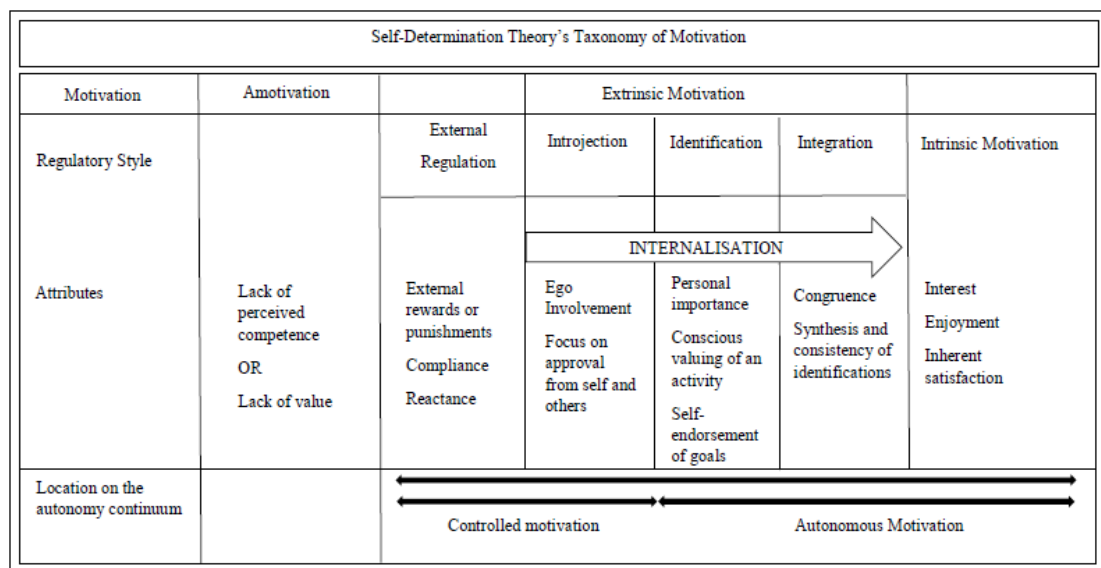 Self-Determination Theory's Taxonomy of Motivation
Motivation
Amotivation
Extrinsic Motivation
Regulatory Style
External
Regulation
Introjection
Identification
Integration
Intrinsic Motivation
INTERNALISATION
Attributes
Lack of
perceived
competence
OR
Lack of value
External
rewards or
punishments
Compliance
Reactance
Ego
Involvement
Focus on
approval
from self and
others
Personal
importance
Conscious
valuing of an
activity
Self-
endorsement
of goals
Congruence
Synthesis and
consistency of
identifications
Interest
Enjoyment
Inherent
satisfaction
Location on the
autonomy continuum
Controlled motivation
Autonomous Motivation